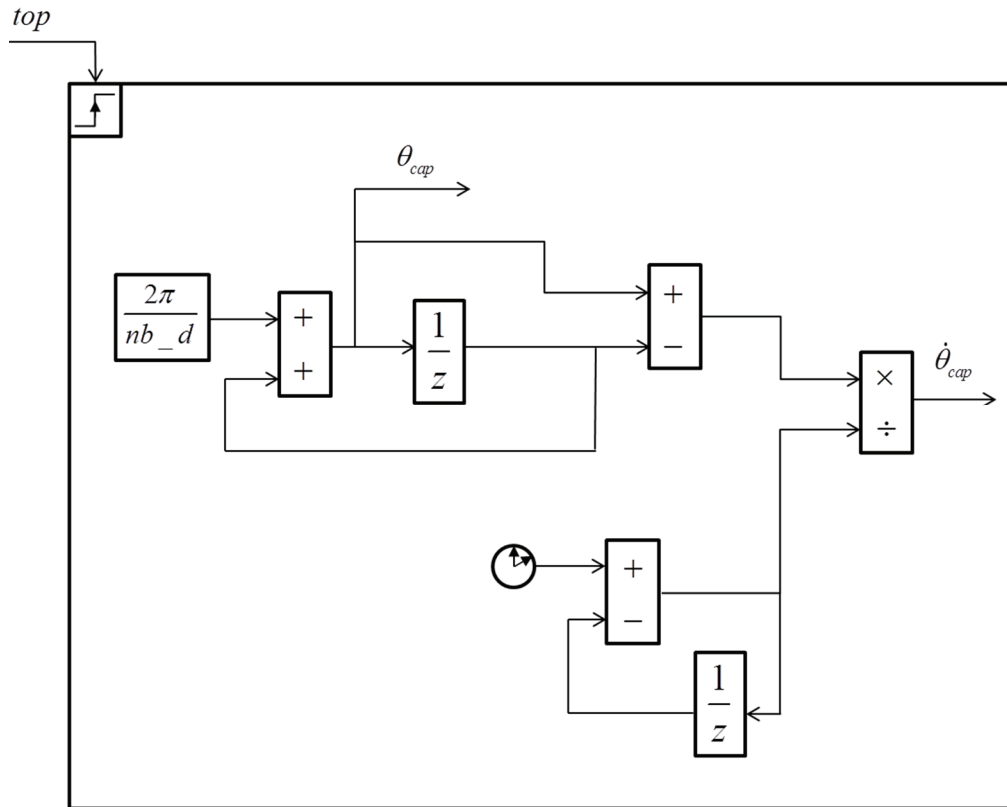 top
θ_cap
2π
nb_d
+
+
1
z
+
−
×
÷
θ̇_cap
+
−
1
z